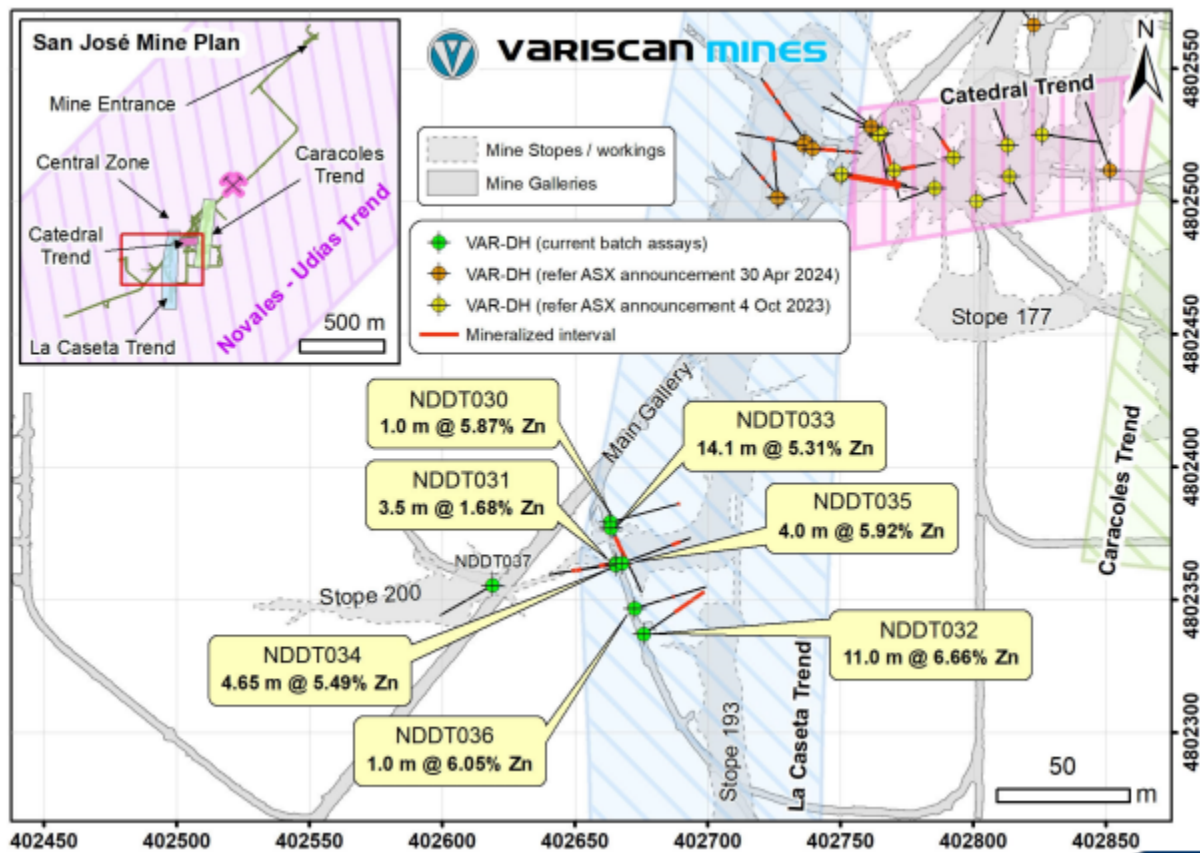 San José Mine Plan
Mine Entrance
Central Zone
Caracoles
Trend
Catedral
Trend
Novales - Udías Trend
500 m
La Caseta Trend
VARISCAN MINES
Mine Stopes / workings
Mine Galleries
VAR-DH (current batch assays)
VAR-DH (refer ASX announcement 30 Apr 2024)
VAR-DH (refer ASX announcement 4 Oct 2023)
Mineralized interval
N
Catedral Trend
Stope 177
Main Gallery
NDDT030
1.0 m @ 5.87% Zn
NDDT033
14.1 m @ 5.31% Zn
NDDT031
3.5 m @ 1.68% Zn
NDDT035
4.0 m @ 5.92% Zn
NDDT037
Stope 200
NDDT034
4.65 m @ 5.49% Zn
NDDT032
11.0 m @ 6.66% Zn
NDDT036
1.0 m @ 6.05% Zn
Stope 193
La Caseta Trend
Caracoles Trend
50
m
4802550
4802500
4802450
4802400
4802350
4802300
402450
402500
402550
402600
402650
402700
402750
402800
402850